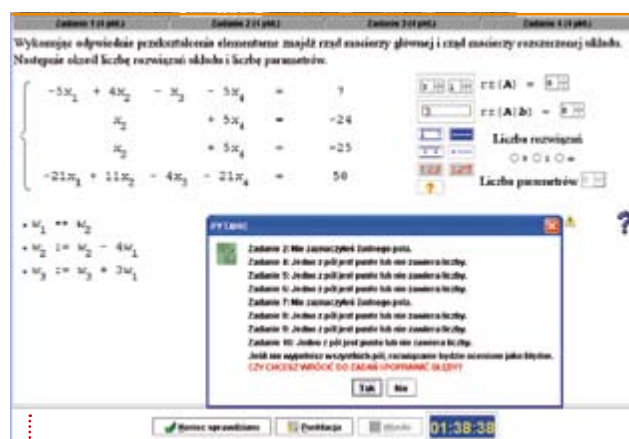 Zadanie 1 (1 pkt.) Zadanie 2 (1 pkt.) Zadanie 3 (1 pkt.) Zadanie 4 (1 pkt.)
Wykonując odpowiednie przekształcenia elementarne znajdź rząd macierzy głównej i rząd macierzy rozszerzonej układu.
Następnie określ liczbę rozwiązań układu i liczbę parametrów.
-5x₁ + 4x₂ - x₃ - 5x₄ = 7
x₂ + 5x₄ = -24
x₂ + 5x₄ = -25
-21x₁ + 11x₂ - 4x₃ - 21x₄ = 50
rz(A) =
rz(A|b) =
Liczba rozwiązań
0 1 ∞
Liczba parametrów
?
• w₁ ↔ w₂
• w₂ := w₂ - 4w₁
• w₃ := w₃ + 3w₁
PYTANIE
Zadanie 2: Nie zaznaczyłeś żadnego pola.
Zadanie 4: Jedno z pól jest puste lub nie zawiera liczby.
Zadanie 5: Jedno z pól jest puste lub nie zawiera liczby.
Zadanie 6: Jedno z pól jest puste lub nie zawiera liczby.
Zadanie 7: Nie zaznaczyłeś żadnego pola.
Zadanie 8: Jedno z pól jest puste lub nie zawiera liczby.
Zadanie 9: Jedno z pól jest puste lub nie zawiera liczby.
Zadanie 10: Jedno z pól jest puste lub nie zawiera liczby.
Jeśli nie wypełnisz wszystkich pól, rozwiązanie będzie ocenione jako błędne.
CZY CHCESZ WRÓCIĆ DO ZADAŃ I POPRAWIĆ BŁĘDY?
Tak Nie
Koniec sprawdzianu Punktacja Wyniki 01:38:38